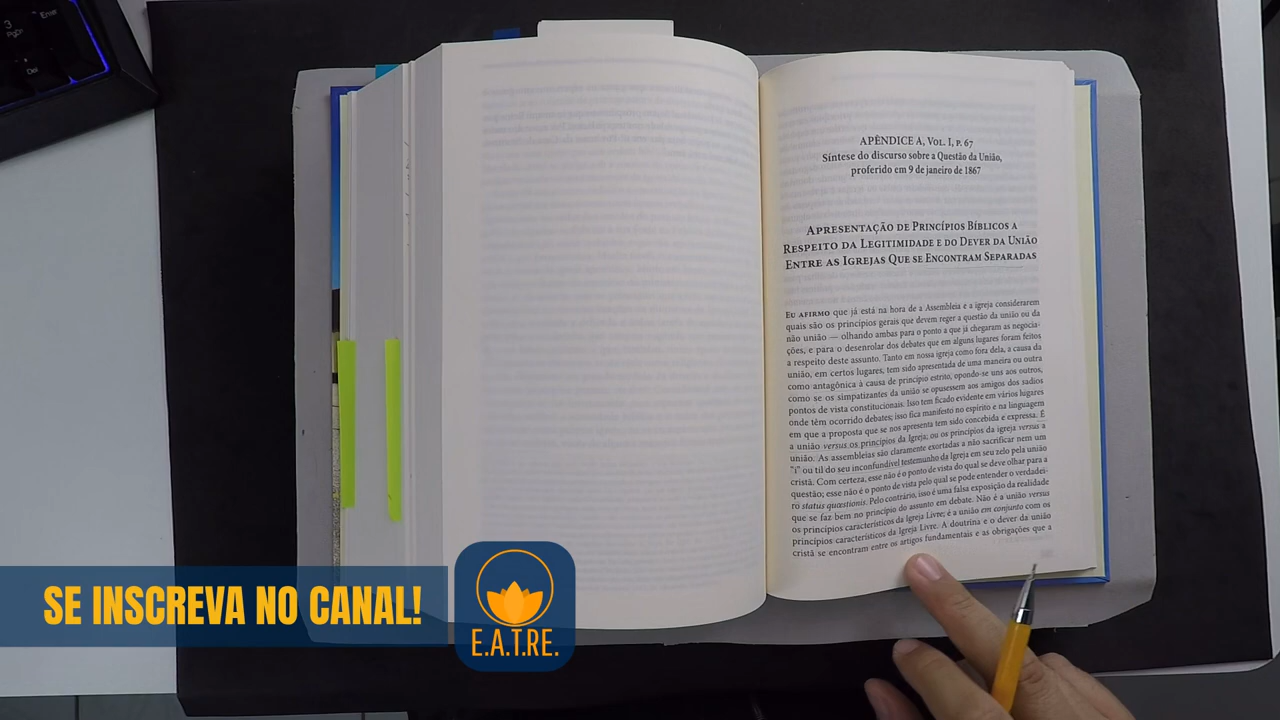 3
PgDn
Enter
Del
APÊNDICE A, VOL. I, P. 67
Síntese do discurso sobre a Questão da União,
proferido em 9 de janeiro de 1867
APRESENTAÇÃO DE PRINCÍPIOS BÍBLICOS A
RESPEITO DA LEGITIMIDADE E DO DEVER DA UNIÃO
ENTRE AS IGREJAS QUE SE ENCONTRAM SEPARADAS
EU AFIRMO que já está na hora de a Assembleia e a igreja considerarem
quais são os princípios gerais que devem reger a questão da união ou da
não união — olhando ambas para o ponto a que já chegaram as negocia-
ções, e para o desenrolar dos debates que em alguns lugares foram feitos
a respeito deste assunto. Tanto em nossa igreja como fora dela, a causa da
união, em certos lugares, tem sido apresentada de uma maneira ou outra
como antagônica à causa de princípio estrito, opondo-se uns aos outros,
como se os simpatizantes da união se opusessem aos amigos dos sadios
pontos de vista constitucionais. Isso tem ficado evidente em vários lugares
onde têm ocorrido debates; isso fica manifesto no espírito e na linguagem
em que a proposta que se nos apresenta tem sido concebida e expressa. É
a união versus os princípios da Igreja; ou os princípios da igreja versus a
união. As assembleias são claramente exortadas a não sacrificar nem um
"i" ou til do seu inconfundível testemunho da Igreja em seu zelo pela união
cristã. Com certeza, esse não é o ponto de vista do qual se deve olhar para a
questão; esse não é o ponto de vista pelo qual se pode entender o verdadei-
ro status quaestionis. Pelo contrário, isso é uma falsa exposição da realidade
que se faz bem no princípio do assunto em debate. Não é a união versus
os princípios característicos da Igreja Livre; é a união em conjunto com os
princípios característicos da Igreja Livre. A doutrina e o dever da união
cristã se encontram entre os artigos fundamentais e as obrigações que a
SE INSCREVA NO CANAL!
E.A.T.RE.